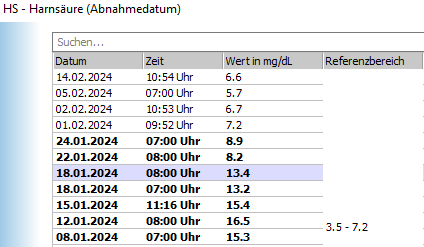 HS - Harnsäure (Abnahmedatum)
Suchen...
Datum Zeit Wert in mg/dL Referenzbereich
14.02.2024 10:54 Uhr 6.6
05.02.2024 07:00 Uhr 5.7
02.02.2024 10:53 Uhr 6.7
01.02.2024 09:52 Uhr 7.2
24.01.2024 07:00 Uhr 8.9
22.01.2024 08:00 Uhr 8.2
18.01.2024 08:00 Uhr 13.4
18.01.2024 07:00 Uhr 13.2
15.01.2024 11:16 Uhr 15.4
12.01.2024 08:00 Uhr 16.5
3.5 - 7.2
08.01.2024 07:00 Uhr 15.3